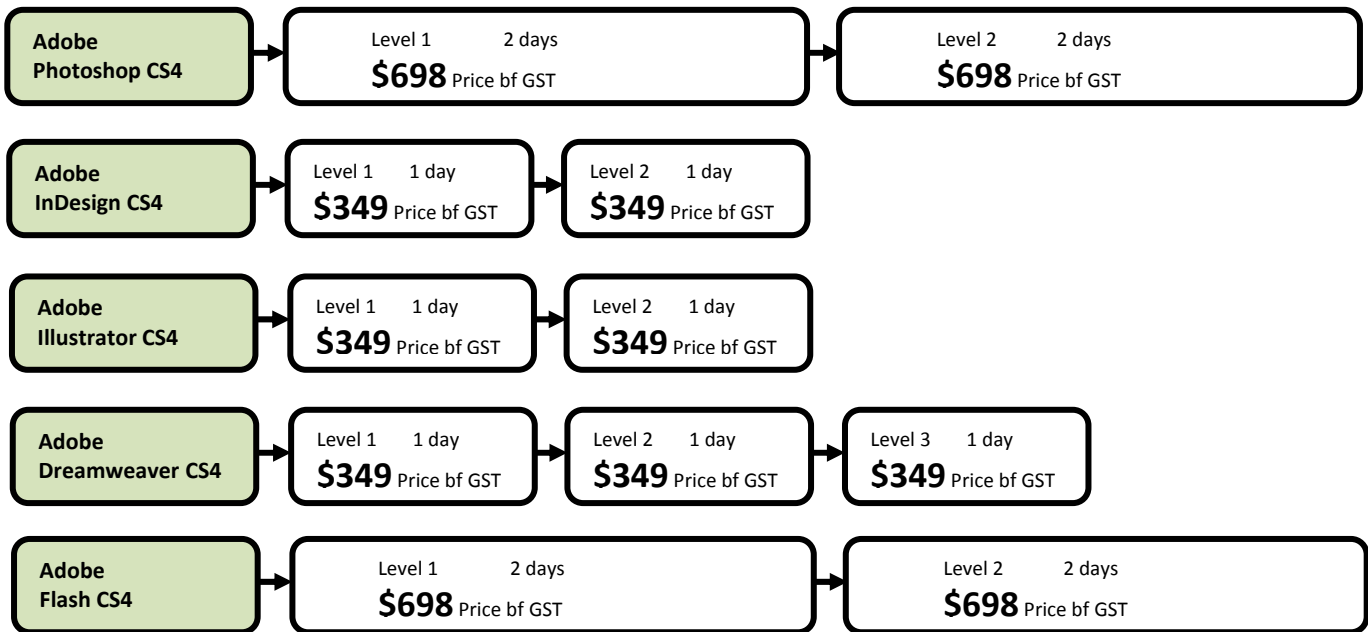 Adobe
Photoshop CS4
Level 1 2 days
$698 Price bf GST
Level 2 2 days
$698 Price bf GST
Adobe
InDesign CS4
Level 1 1 day
$349 Price bf GST
Level 2 1 day
$349 Price bf GST
Adobe
Illustrator CS4
Level 1 1 day
$349 Price bf GST
Level 2 1 day
$349 Price bf GST
Adobe
Dreamweaver CS4
Level 1 1 day
$349 Price bf GST
Level 2 1 day
$349 Price bf GST
Level 3 1 day
$349 Price bf GST
Adobe
Flash CS4
Level 1 2 days
$698 Price bf GST
Level 2 2 days
$698 Price bf GST